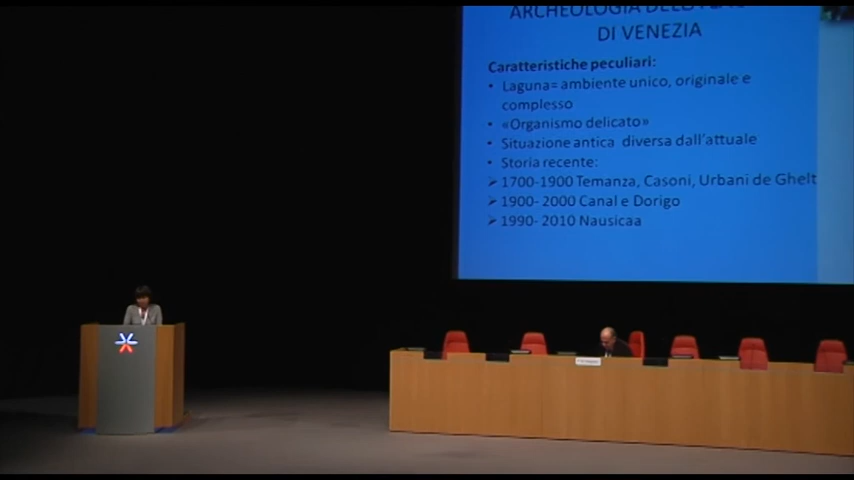 ARCHEOLOGIA
DI VENEZIA
Caratteristiche peculiari:
• Laguna= ambiente unico, originale e
complesso
• «Organismo delicato»
• Situazione antica diversa dall'attuale
• Storia recente:
➢ 1700-1900 Temanza, Casoni, Urbani de Ghelt
➢ 1900- 2000 Canal e Dorigo
➢ 1990- 2010 Nausicaa